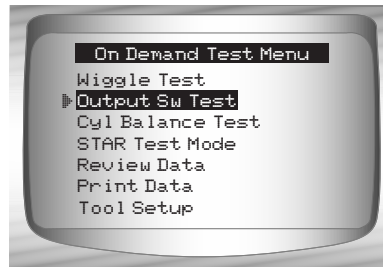 On Demand Test Menu
Wiggle Test
Output Sw Test
Cyl Balance Test
STAR Test Mode
Review Data
Print Data
Tool Setup